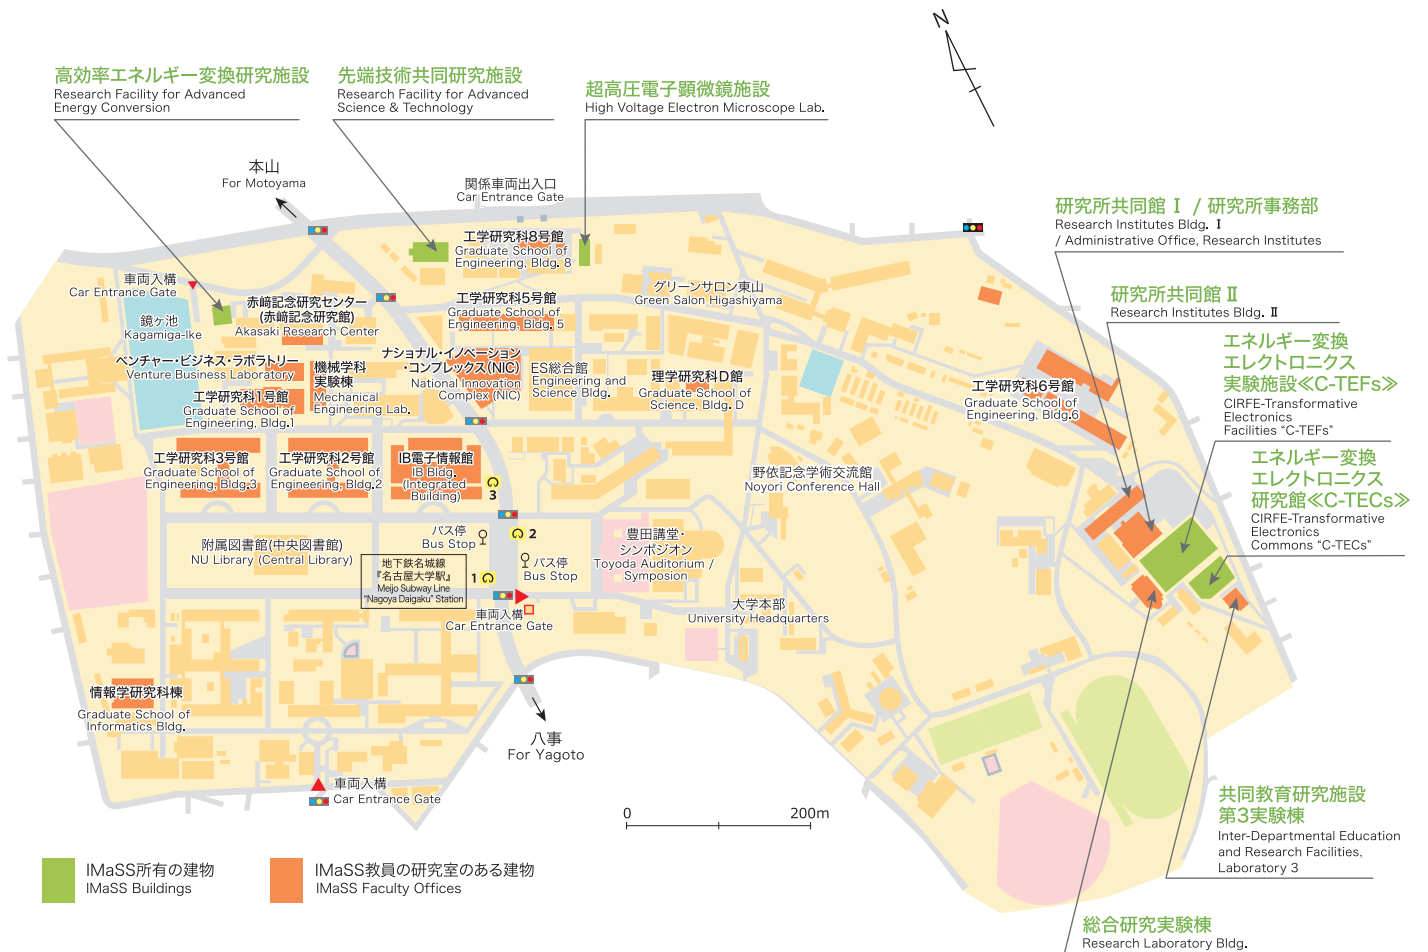 N
高効率エネルギー変換研究施設
Research Facility for Advanced
Energy Conversion
先端技術共同研究施設
Research Facility for Advanced
Science & Technology
超高圧電子顕微鏡施設
High Voltage Electron Microscope Lab.
本山
For Motoyama
関係車両出入口
Car Entrance Gate
研究所共同館 Ⅰ / 研究所事務部
Research Institutes Bldg. Ⅰ
/ Administrative Office, Research Institutes
研究所共同館 Ⅱ
Research Institutes Bldg. Ⅱ
エネルギー変換
エレクトロニクス
実験施設≪C-TEFs≫
CIRFE-Transformative
Electronics
Facilities “C-TEFs”
エネルギー変換
エレクトロニクス
研究館≪C-TECs≫
CIRFE-Transformative
Electronics
Commons “C-TECs”
工学研究科8号館
Graduate School of
Engineering, Bldg. 8
車両入構
Car Entrance Gate
鏡ヶ池
Kagamiga-Ike
赤﨑記念研究センター
(赤﨑記念研究館)
Akasaki Research Center
工学研究科5号館
Graduate School of
Engineering, Bldg. 5
グリーンサロン東山
Green Salon Higashiyama
ベンチャー・ビジネス・ラボラトリー
Venture Business Laboratory
機械学科
実験棟
Mechanical
Engineering Lab.
ナショナル・イノベーション
・コンプレックス(NIC)
National Innovation
Complex (NIC)
ES総合館
Engineering and
Science Bldg.
理学研究科D館
Graduate School of
Science, Bldg. D
工学研究科6号館
Graduate School of
Engineering, Bldg.6
工学研究科1号館
Graduate School of
Engineering, Bldg.1
工学研究科3号館
Graduate School of
Engineering, Bldg.3
工学研究科2号館
Graduate School of
Engineering, Bldg.2
IB電子情報館
IB Bldg.
(Integrated
Building)
3
野依記念学術交流館
Noyori Conference Hall
附属図書館(中央図書館)
NU Library (Central Library)
バス停
Bus Stop
2
バス停
Bus Stop
豊田講堂・
シンポジオン
Toyoda Auditorium /
Symposion
地下鉄名城線
『名古屋大学駅』
Meijo Subway Line
"Nagoya Daigaku" Station
1
車両入構
Car Entrance Gate
大学本部
University Headquarters
情報学研究科棟
Graduate School of
Informatics Bldg.
八事
For Yagoto
車両入構
Car Entrance Gate
0 200m
共同教育研究施設
第3実験棟
Inter-Departmental Education
and Research Facilities,
Laboratory 3
総合研究実験棟
Research Laboratory Bldg.
IMaSS所有の建物
IMaSS Buildings
IMaSS教員の研究室のある建物
IMaSS Faculty Offices